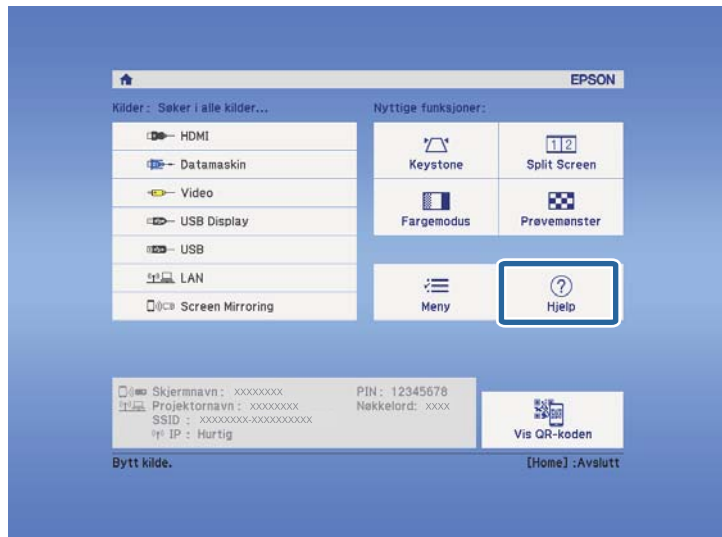 EPSON
Kilder : Søker i alle kilder...
HDMI
Datamaskin
Video
USB Display
USB
LAN
Screen Mirroring
Nyttige funksjoner:
Keystone
1 2
Split Screen
Fargemodus
Prøvemønster
Meny
?
Hjelp
Skjermnavn : xxxxxxxx
Projektornavn : xxxxxxxx
SSID : xxxxxxxx-xxxxxxxxxx
IP : Hurtig
PIN : 12345678
Nøkkelord: xxxx
Vis QR-koden
Bytt kilde.
[Home] :Avslutt